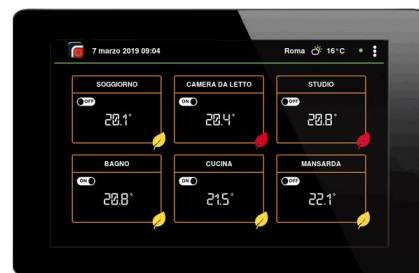 7 marzo 2019 09:04 Roma 16°C
SOGGIORNO CAMERA DA LETTO STUDIO
OFF ON OFF
20.1° 20.4° 20.8°
BAGNO CUCINA MANSARDA
ON ON OFF
20.8° 21.5° 22.1°